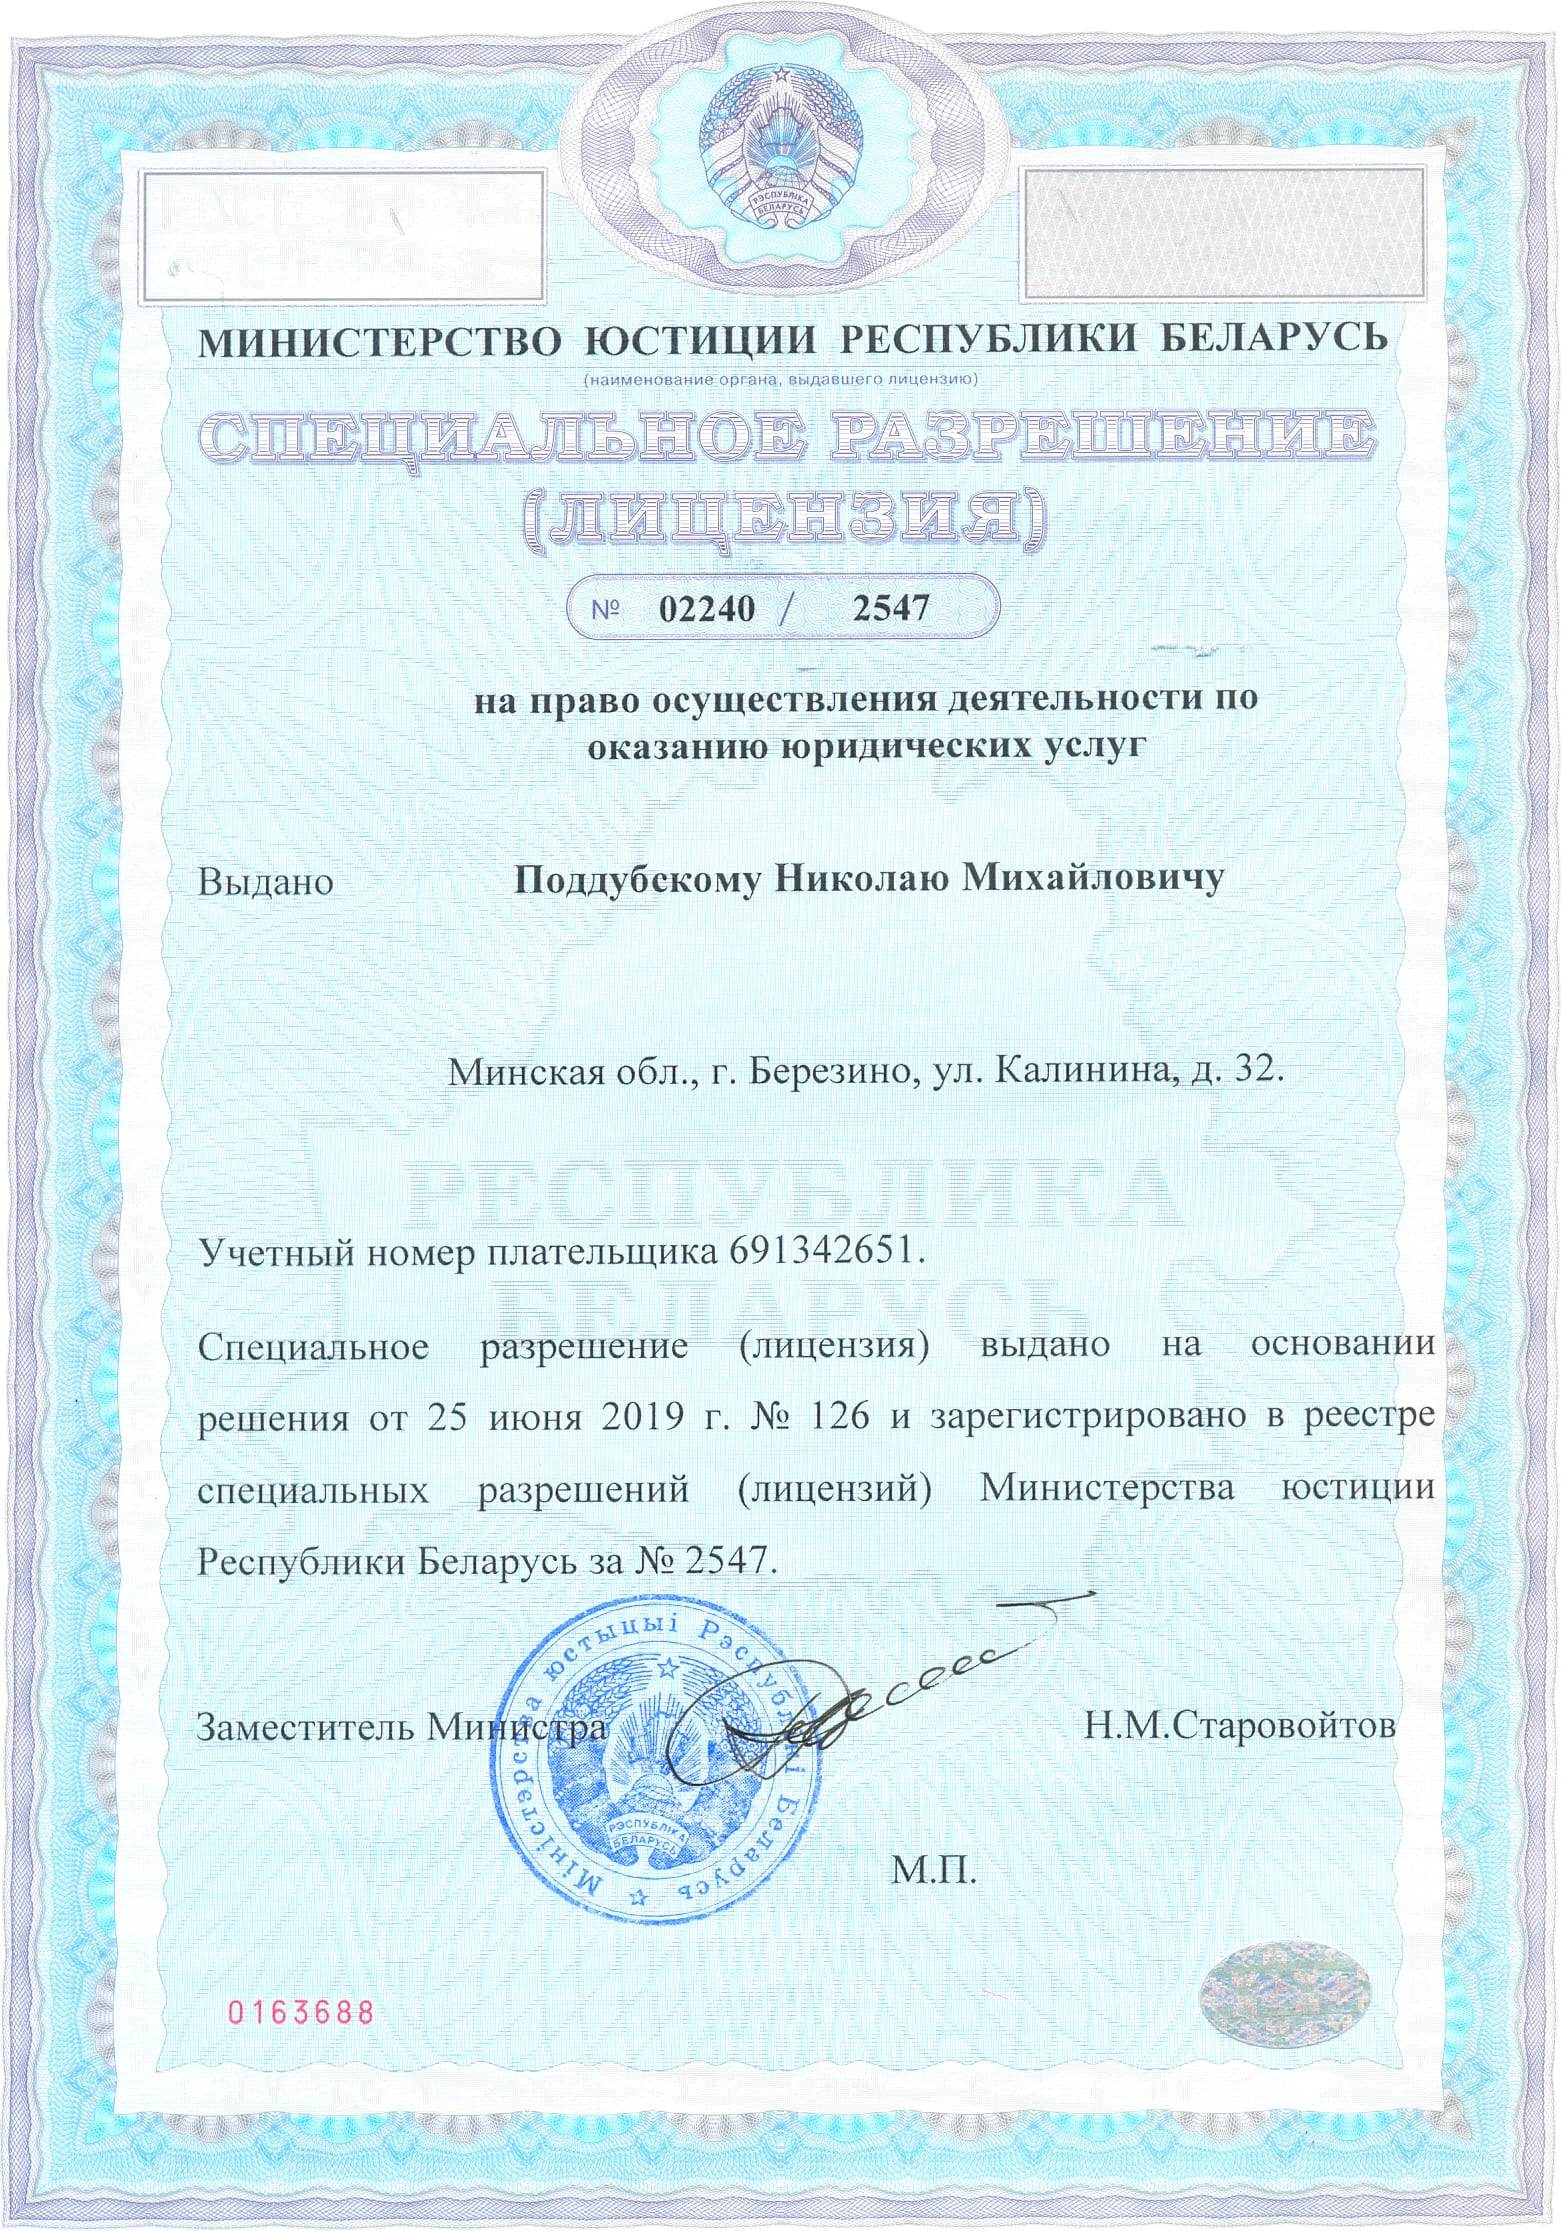 РЭСПУБЛІКА
БЕЛАРУСЬ
МИНИСТЕРСТВО ЮСТИЦИИ РЕСПУБЛИКИ БЕЛАРУСЬ
(наименование органа, выдавшего лицензию)
СПЕЦИАЛЬНОЕ РАЗРЕШЕНИЕ
(ЛИЦЕНЗИЯ)
№ 02240 / 2547
на право осуществления деятельности по
оказанию юридических услуг
Выдано Поддубскому Николаю Михайловичу
Минская обл., г. Березино, ул. Калинина, д. 32.
РЕСПУБЛИКА
Учетный номер плательщика 691342651.
БЕЛАРУСЬ
Специальное разрешение (лицензия) выдано на основании
решения от 25 июня 2019 г. № 126 и зарегистрировано в реестре
специальных разрешений (лицензий) Министерства юстиции
Республики Беларусь за № 2547.
Міністэрства юстыцыі Рэспублікі Беларусь
Заместитель Министра Н.М.Старовойтов
РЭСПУБЛІКА
БЕЛАРУСЬ
М.П.
0163688